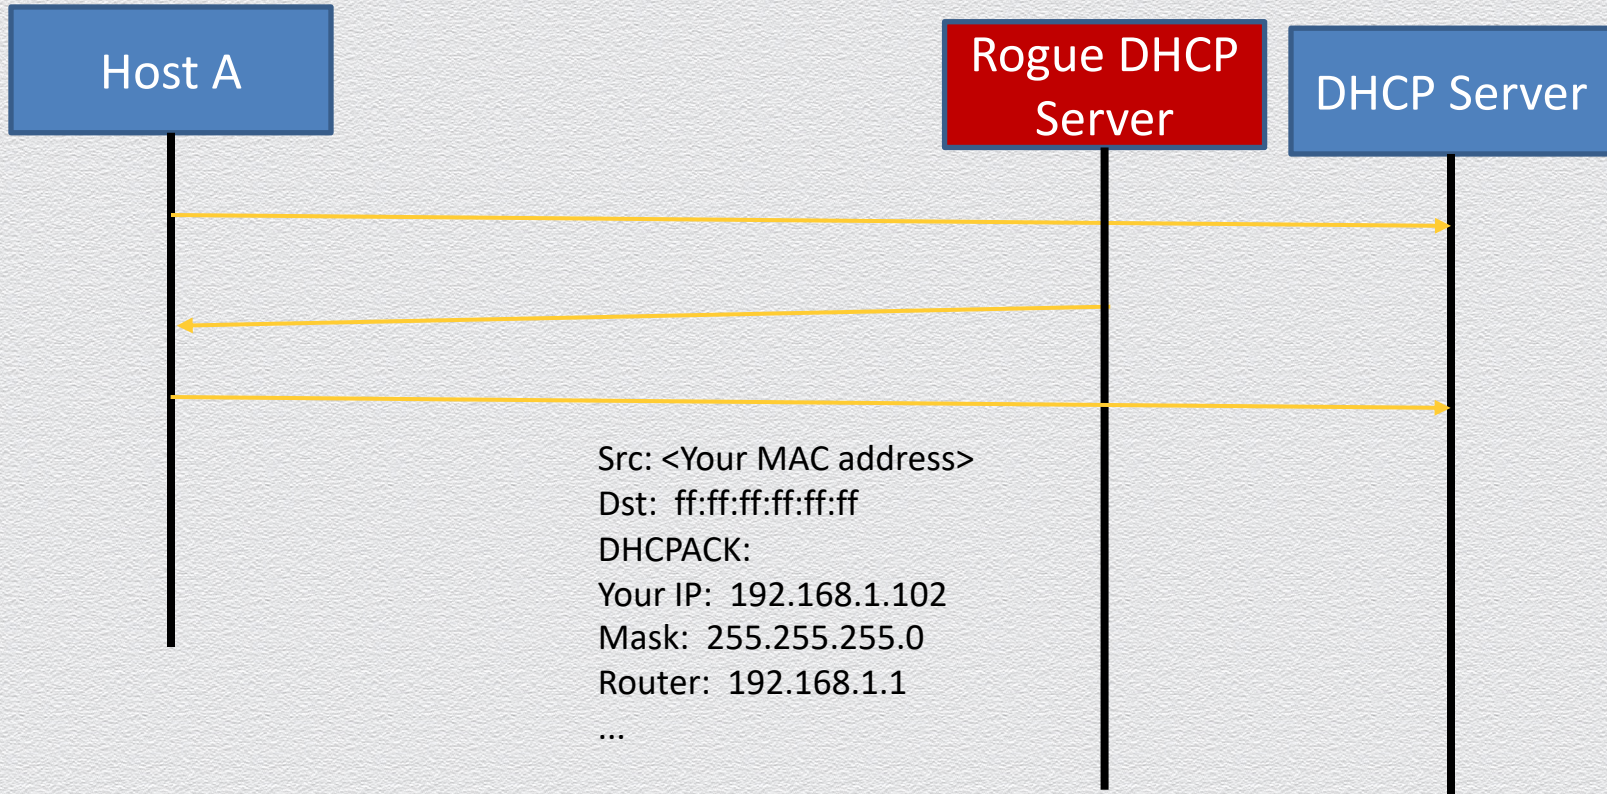 Host A
Rogue DHCP
Server
DHCP Server
Src: <Your MAC address>
Dst: ff:ff:ff:ff:ff:ff
DHCPACK:
Your IP: 192.168.1.102
Mask: 255.255.255.0
Router: 192.168.1.1
...